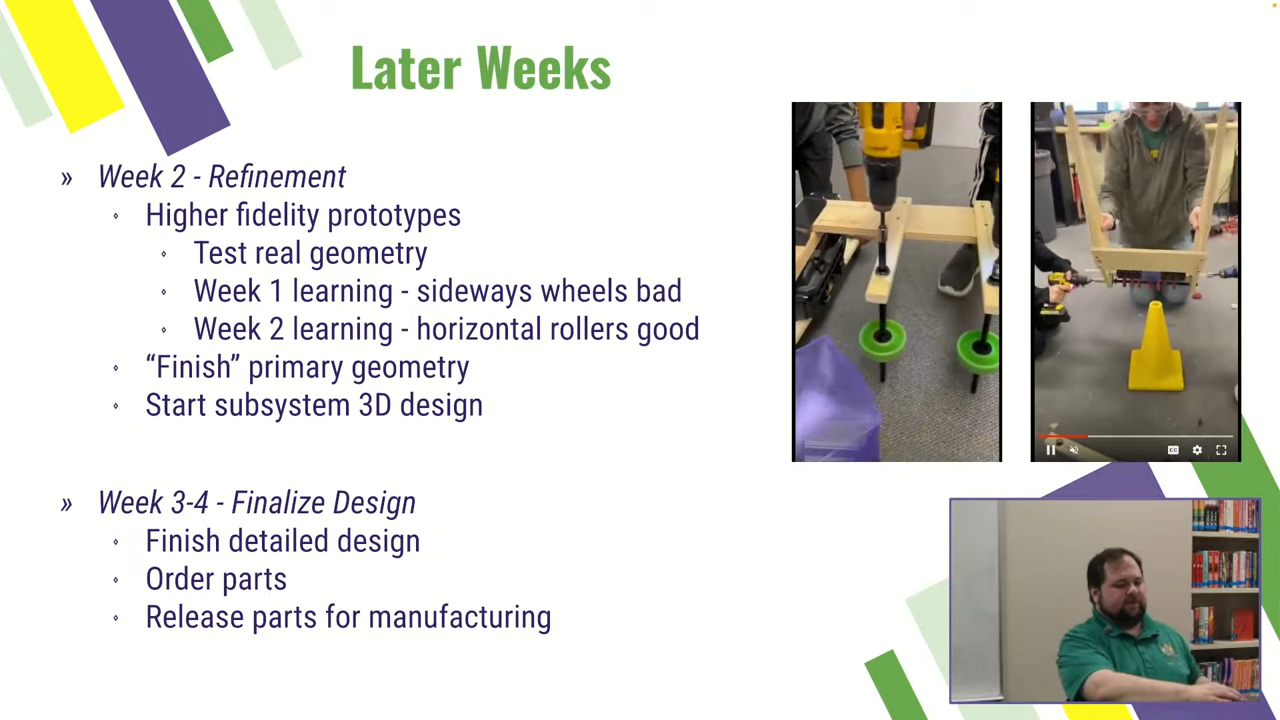 Later Weeks
» Week 2 - Refinement
Higher fidelity prototypes
Test real geometry
Week 1 learning - sideways wheels bad
Week 2 learning - horizontal rollers good
“Finish” primary geometry
Start subsystem 3D design
» Week 3-4 - Finalize Design
Finish detailed design
Order parts
Release parts for manufacturing